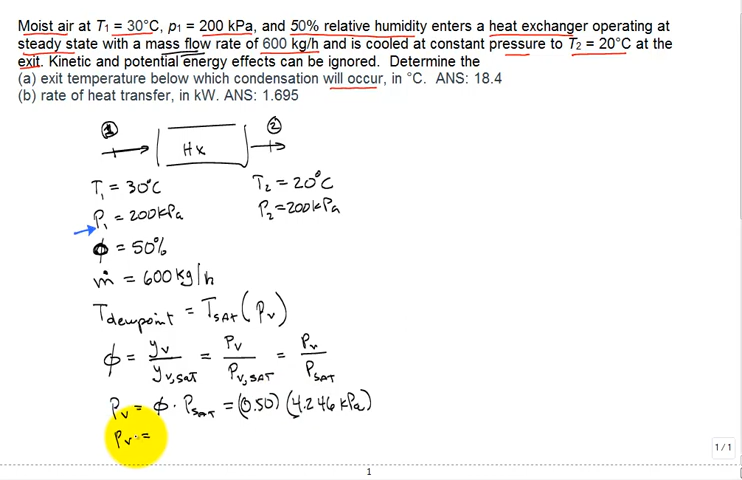 Moist air at T1 = 30°C, p1 = 200 kPa, and 50% relative humidity enters a heat exchanger operating at
steady state with a mass flow rate of 600 kg/h and is cooled at constant pressure to T2 = 20°C at the
exit. Kinetic and potential energy effects can be ignored. Determine the
(a) exit temperature below which condensation will occur, in °C. ANS: 18.4
(b) rate of heat transfer, in kW. ANS: 1.695
① ②
Hx
T1 = 30°C T2 = 20°C
P1 = 200 kPa P2 = 200 kPa
ϕ = 50%
ṁ = 600 kg/h
Tdewpoint = TSAT (Pv)
ϕ = yv / yv,sat = Pv / Pv,SAT = Pv / PSAT
Pv = ϕ · PSAT = (0.50) (4.246 kPa)
Pv =
1 / 1
1